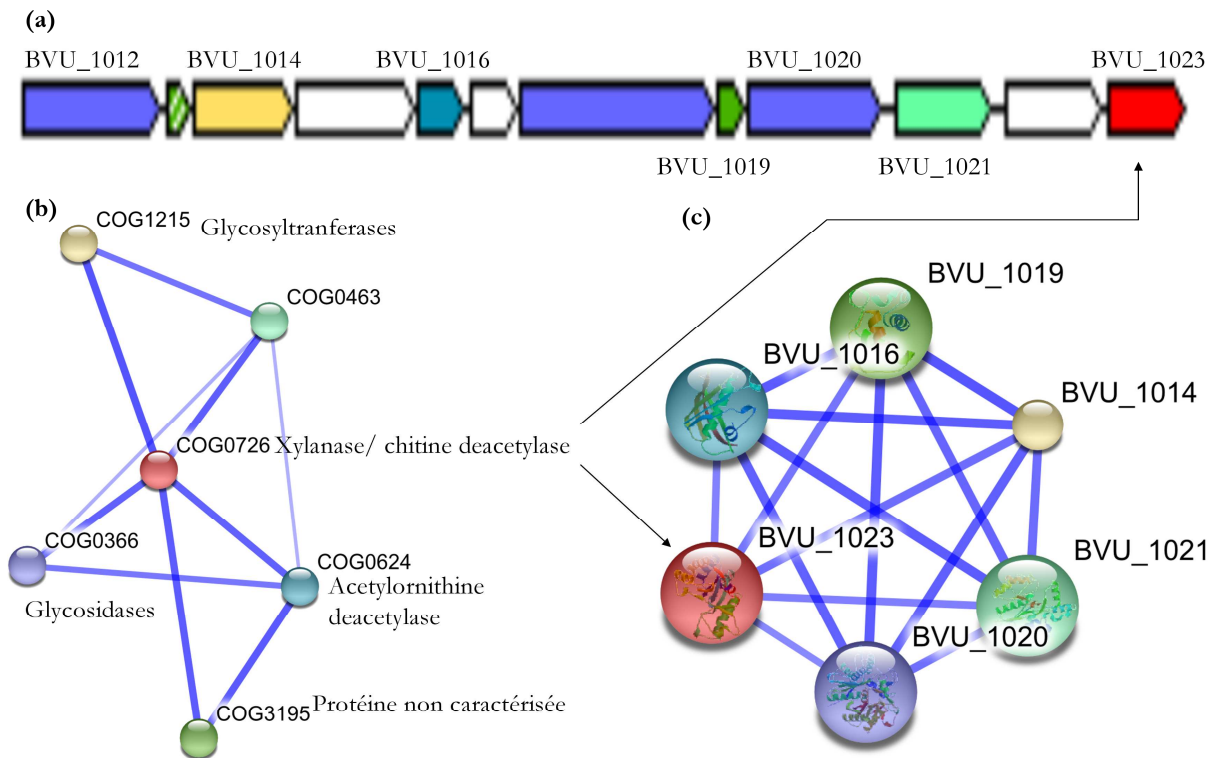 (a)
BVU_1012 BVU_1014 BVU_1016 BVU_1020 BVU_1023
BVU_1019 BVU_1021
(b)
COG1215 Glycosyltranferases
COG0463
COG0726 Xylanase/ chitine deacetylase
COG0366
Glycosidases
COG0624
Acetylornithine
deacetylase
COG3195 Protéine non caractérisée
(c)
BVU_1019
BVU_1016
BVU_1014
BVU_1023
BVU_1021
BVU_1020